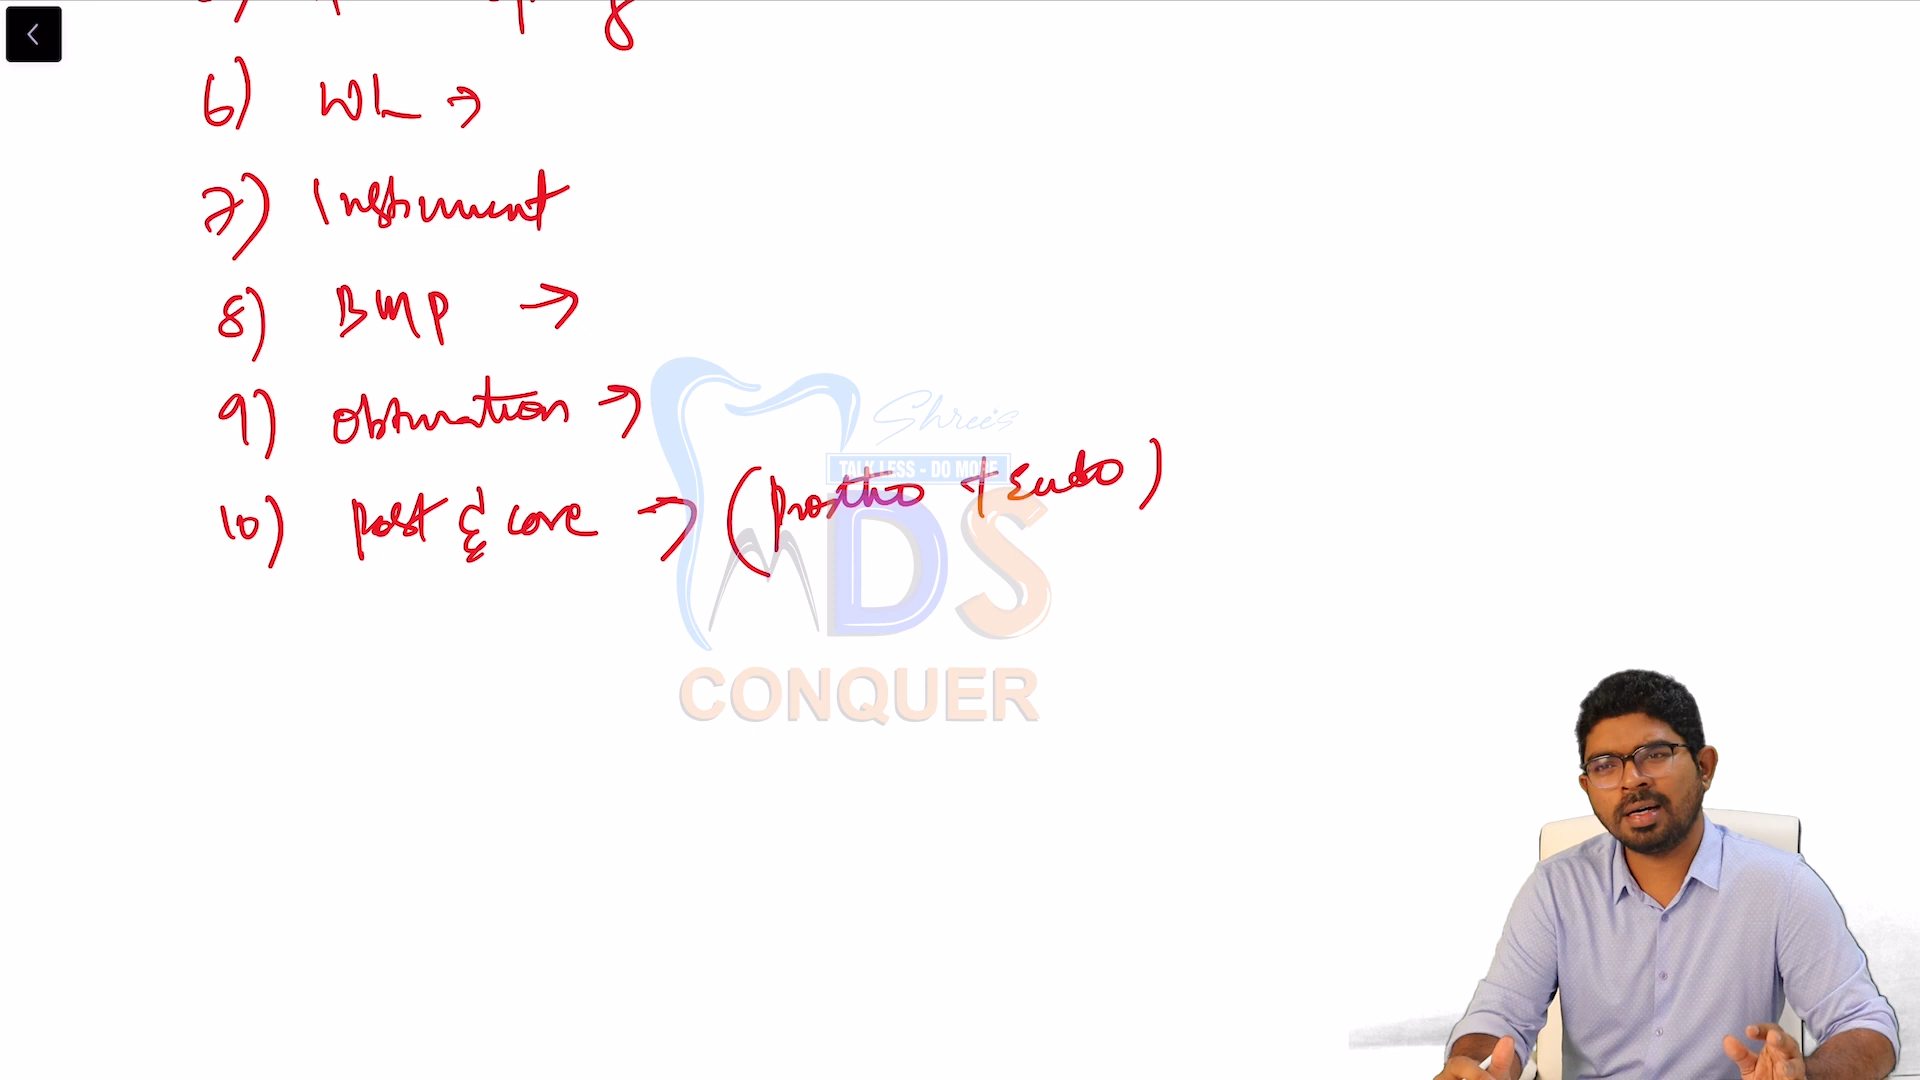 6) WL →
7) Instrument
8) BMP →
9) Obturation →
Shree's
TALK LESS - DO MORE
10) Post & core → (Prostho + Endo)
MDS
CONQUER